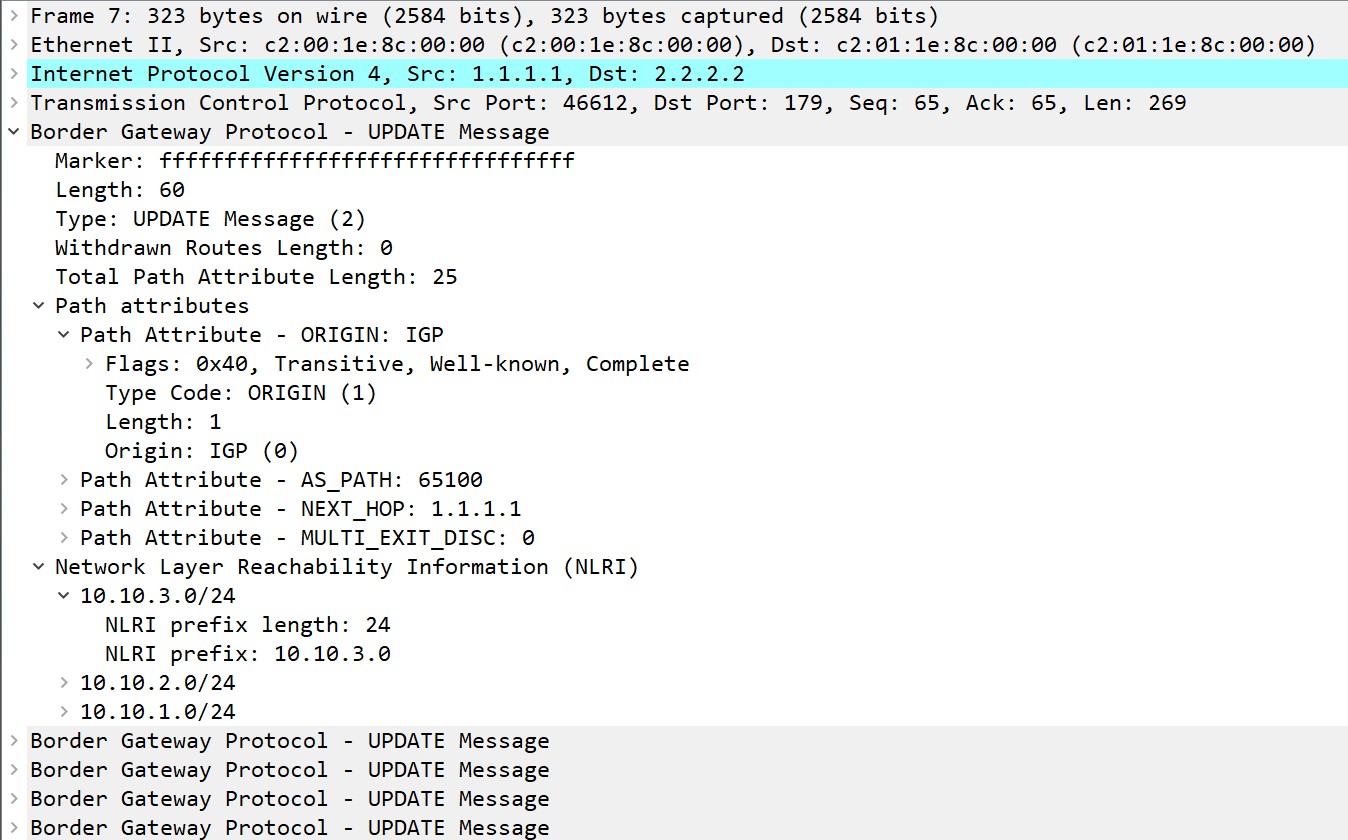 Frame 7: 323 bytes on wire (2584 bits), 323 bytes captured (2584 bits)
Ethernet II, Src: c2:00:1e:8c:00:00 (c2:00:1e:8c:00:00), Dst: c2:01:1e:8c:00:00 (c2:01:1e:8c:00:00)
Internet Protocol Version 4, Src: 1.1.1.1, Dst: 2.2.2.2
Transmission Control Protocol, Src Port: 46612, Dst Port: 179, Seq: 65, Ack: 65, Len: 269
Border Gateway Protocol - UPDATE Message
Marker: ffffffffffffffffffffffffffffffff
Length: 60
Type: UPDATE Message (2)
Withdrawn Routes Length: 0
Total Path Attribute Length: 25
Path attributes
Path Attribute - ORIGIN: IGP
Flags: 0x40, Transitive, Well-known, Complete
Type Code: ORIGIN (1)
Length: 1
Origin: IGP (0)
Path Attribute - AS_PATH: 65100
Path Attribute - NEXT_HOP: 1.1.1.1
Path Attribute - MULTI_EXIT_DISC: 0
Network Layer Reachability Information (NLRI)
10.10.3.0/24
NLRI prefix length: 24
NLRI prefix: 10.10.3.0
10.10.2.0/24
10.10.1.0/24
Border Gateway Protocol - UPDATE Message
Border Gateway Protocol - UPDATE Message
Border Gateway Protocol - UPDATE Message
Border Gateway Protocol - UPDATE Message